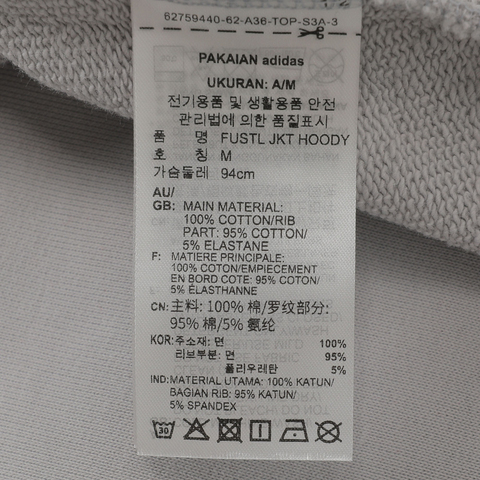 62759440-62-A36-TOP-S3A-3
PAKAIAN adidas
UKURAN: A/M
전기용품 및 생활용품 안전
관리법에 의한 품질표시
품 명 FUSTL JKT HOODY
호 칭 M
가슴둘레 94cm
AU/
GB: MAIN MATERIAL:
100% COTTON/RIB
PART: 95% COTTON/
5% ELASTANE
F: MATIERE PRINCIPALE:
100% COTON/EMPIECEMENT
EN BORD COTE: 95% COTON/
5% ÉLASTHANNE
CN: 主料: 100% 棉/罗纹部分:
95% 棉/5% 氨纶
KOR: 주소재: 면 100%
리브부분: 면 95%
폴리우레탄 5%
IND: MATERIAL UTAMA: 100% KATUN/
BAGIAN RIB: 95% KATUN/
5% SPANDEX
30